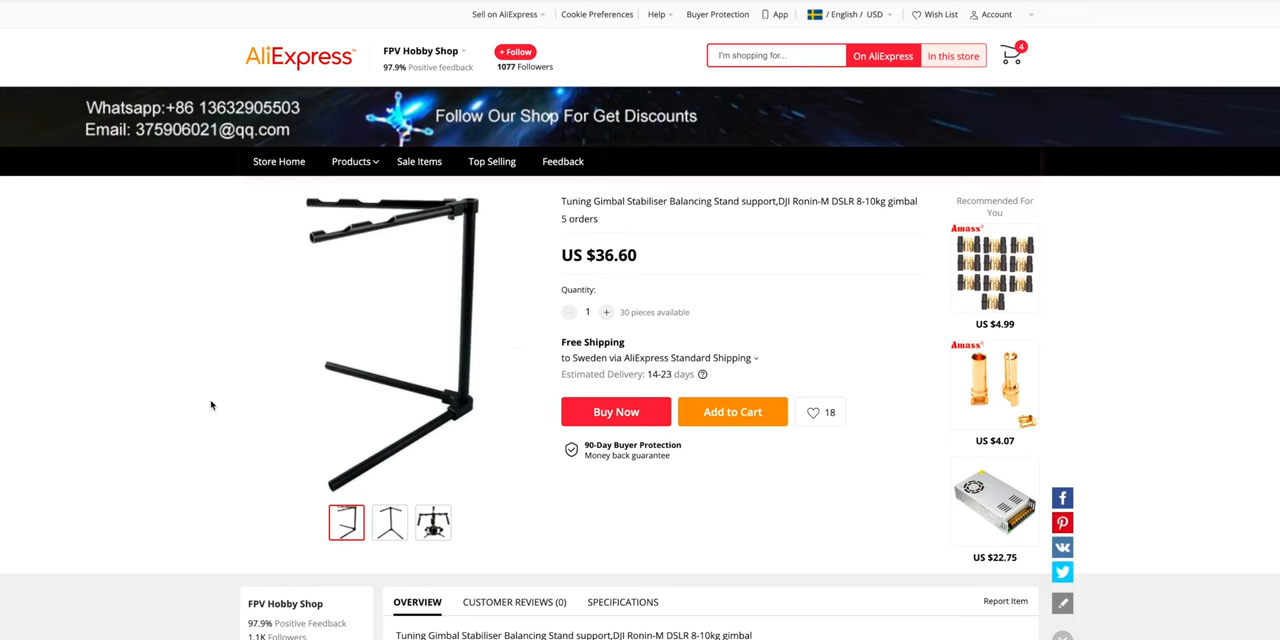 Sell on AliExpress
Cookie Preferences
Help
Buyer Protection
App
/ English / USD
Wish List
Account
AliExpress™
FPV Hobby Shop
97.9% Positive feedback
+ Follow
1077 Followers
I'm shopping for...
On AliExpress
In this store
4
Whatsapp:+86 13632905503
Email: 375906021@qq.com
Follow Our Shop For Get Discounts
Store Home
Products
Sale Items
Top Selling
Feedback
Tuning Gimbal Stabiliser Balancing Stand support,DJI Ronin-M DSLR 8-10kg gimbal
5 orders
US $36.60
Quantity:
1
30 pieces available
Free Shipping
to Sweden via AliExpress Standard Shipping
Estimated Delivery: 14-23 days
Buy Now
Add to Cart
18
90-Day Buyer Protection
Money back guarantee
Recommended For
You
Amass®
US $4.99
Amass®
US $4.07
US $22.75
FPV Hobby Shop
97.9% Positive Feedback
1.1K Followers
OVERVIEW
CUSTOMER REVIEWS (0)
SPECIFICATIONS
Report Item
Tuning Gimbal Stabiliser Balancing Stand support,DJI Ronin-M DSLR 8-10kg gimbal